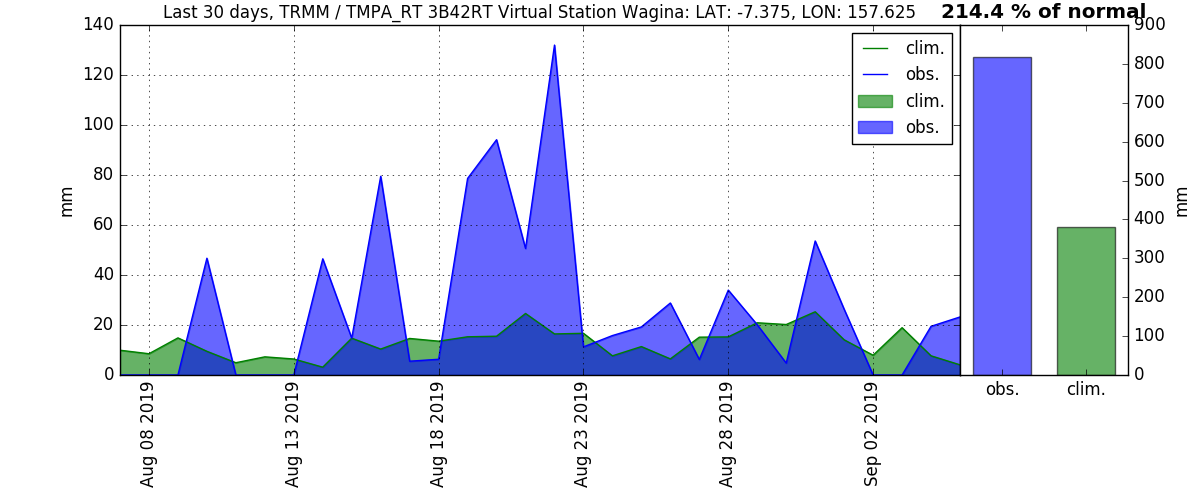 Last 30 days, TRMM / TMPA_RT 3B42RT Virtual Station Wagina: LAT: -7.375, LON: 157.625
214.4 % of normal
140
120
100
80
60
40
20
0
mm
Aug 08 2019
Aug 13 2019
Aug 18 2019
Aug 23 2019
Aug 28 2019
Sep 02 2019
clim.
obs.
clim.
obs.
900
800
700
600
500
400
300
200
100
0
mm
obs.
clim.